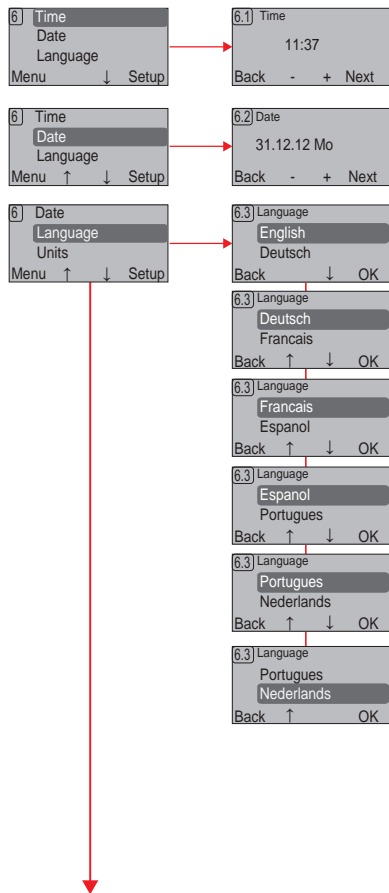 6 Time
Date
Language
Menu ↓ Setup
6.1 Time
11:37
Back - + Next
6 Time
Date
Language
Menu ↑ ↓ Setup
6.2 Date
31.12.12 Mo
Back - + Next
6 Date
Language
Units
Menu ↑ ↓ Setup
6.3 Language
English
Deutsch
Back ↓ OK
6.3 Language
Deutsch
Francais
Back ↑ ↓ OK
6.3 Language
Francais
Espanol
Back ↑ ↓ OK
6.3 Language
Espanol
Portugues
Back ↑ ↓ OK
6.3 Language
Portugues
Nederlands
Back ↑ ↓ OK
6.3 Language
Portugues
Nederlands
Back ↑ OK